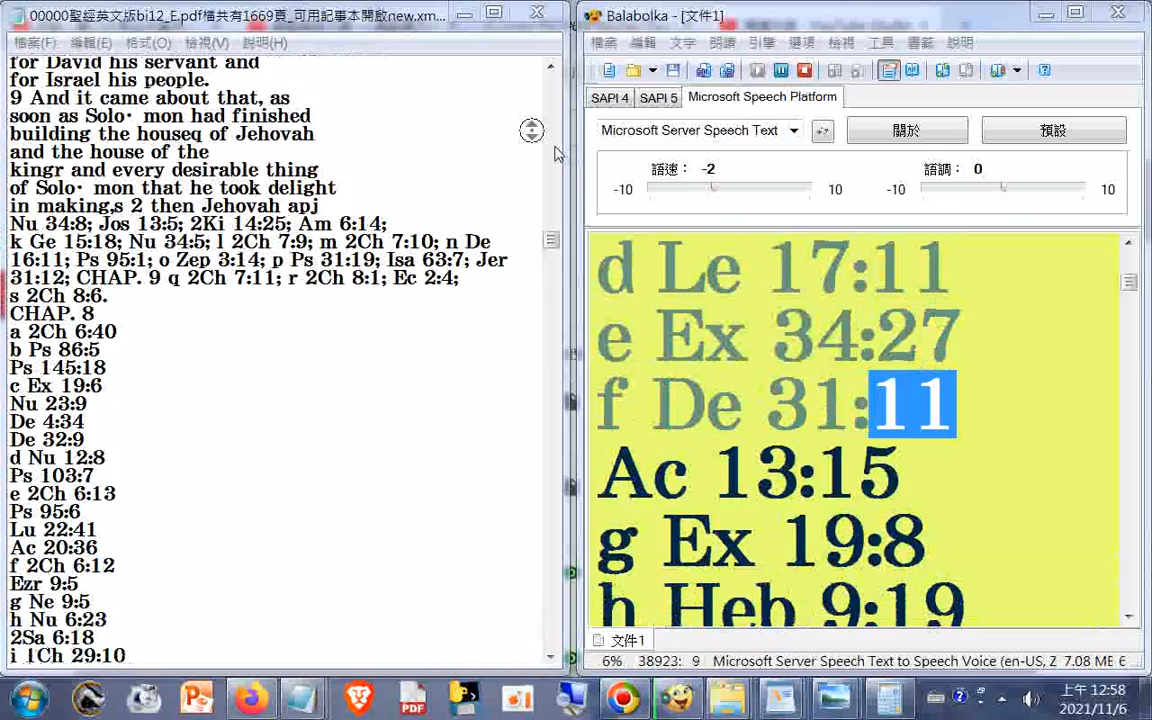 00000聖經英文版bi12_E.pdf檔共有1669頁_可用記事本開啟new.xm...
檔案(F) 編輯(E) 格式(O) 檢視(V) 說明(H)
for David his servant and
for Israel his people.
9 And it came about that, as
soon as Solo· mon had finished
building the houseq of Jehovah
and the house of the
kingr and every desirable thing
of Solo· mon that he took delight
in making,s 2 then Jehovah apj
Nu 34:8; Jos 13:5; 2Ki 14:25; Am 6:14;
k Ge 15:18; Nu 34:5; l 2Ch 7:9; m 2Ch 7:10; n De
16:11; Ps 95:1; o Zep 3:14; p Ps 31:19; Isa 63:7; Jer
31:12; CHAP. 9 q 2Ch 7:11; r 2Ch 8:1; Ec 2:4;
s 2Ch 8:6.
CHAP. 8
a 2Ch 6:40
b Ps 86:5
Ps 145:18
c Ex 19:6
Nu 23:9
De 4:34
De 32:9
d Nu 12:8
Ps 103:7
e 2Ch 6:13
Ps 95:6
Lu 22:41
Ac 20:36
f 2Ch 6:12
Ezr 9:5
g Ne 9:5
h Nu 6:23
2Sa 6:18
i 1Ch 29:10
Balabolka - [文件1]
檔案 編輯 文字 朗讀 引擎 選項 檢視 工具 書籤 說明
SAPI 4 SAPI 5 Microsoft Speech Platform
Microsoft Server Speech Text 關於 預設
語速： -2 語調： 0
-10 10 -10 10
d Le 17:11
e Ex 34:27
f De 31:11
Ac 13:15
g Ex 19:8
h Heb 9:19
文件1
6% 38923: 9 Microsoft Server Speech Text to Speech Voice (en-US, Z 7.08 MB 6
PDF
上午 12:58
2021/11/6